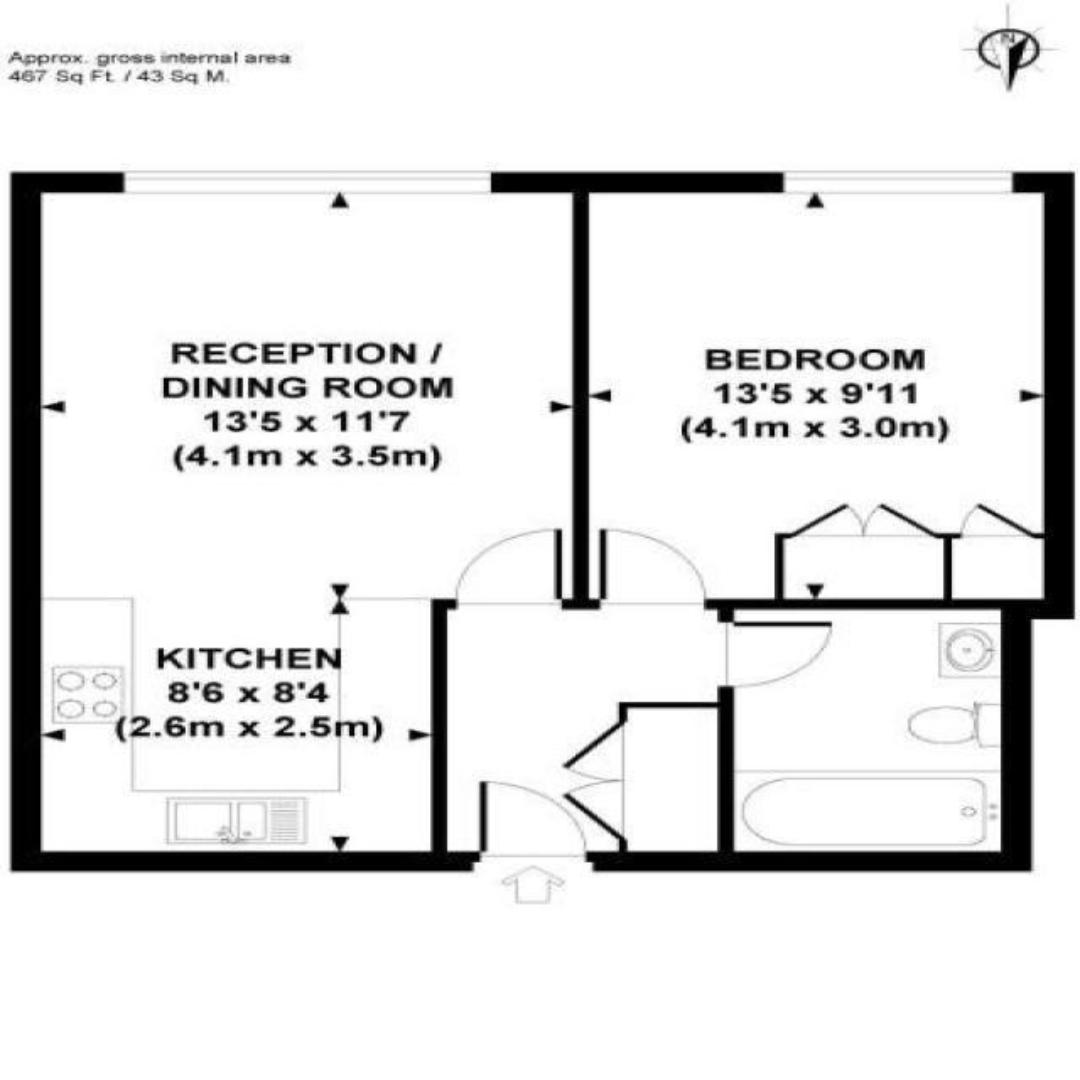 Approx. gross internal area
467 Sq Ft. / 43 Sq M.
N
RECEPTION /
DINING ROOM
13'5 x 11'7
(4.1m x 3.5m)
BEDROOM
13'5 x 9'11
(4.1m x 3.0m)
KITCHEN
8'6 x 8'4
(2.6m x 2.5m)